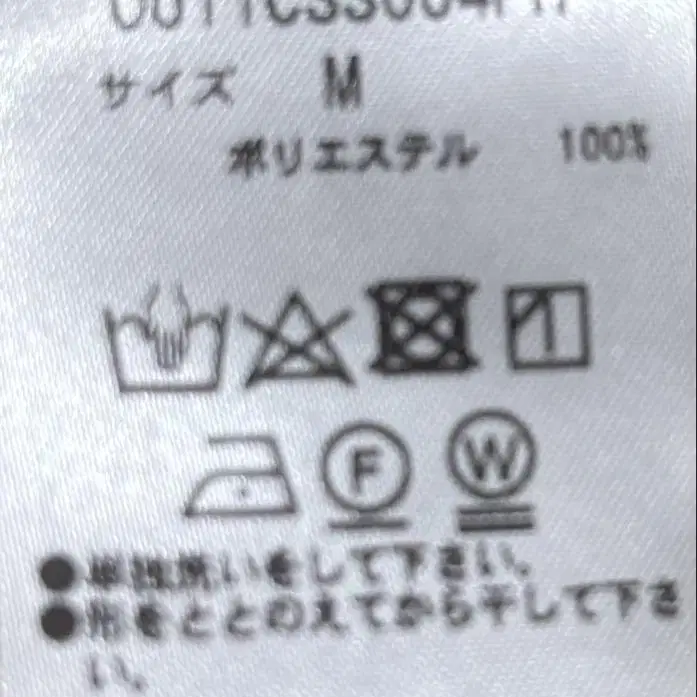 サイズ M
ポリエステル 100%
F W
●単独洗いをして下さい。
●形をととのえてから干して下さ
い。